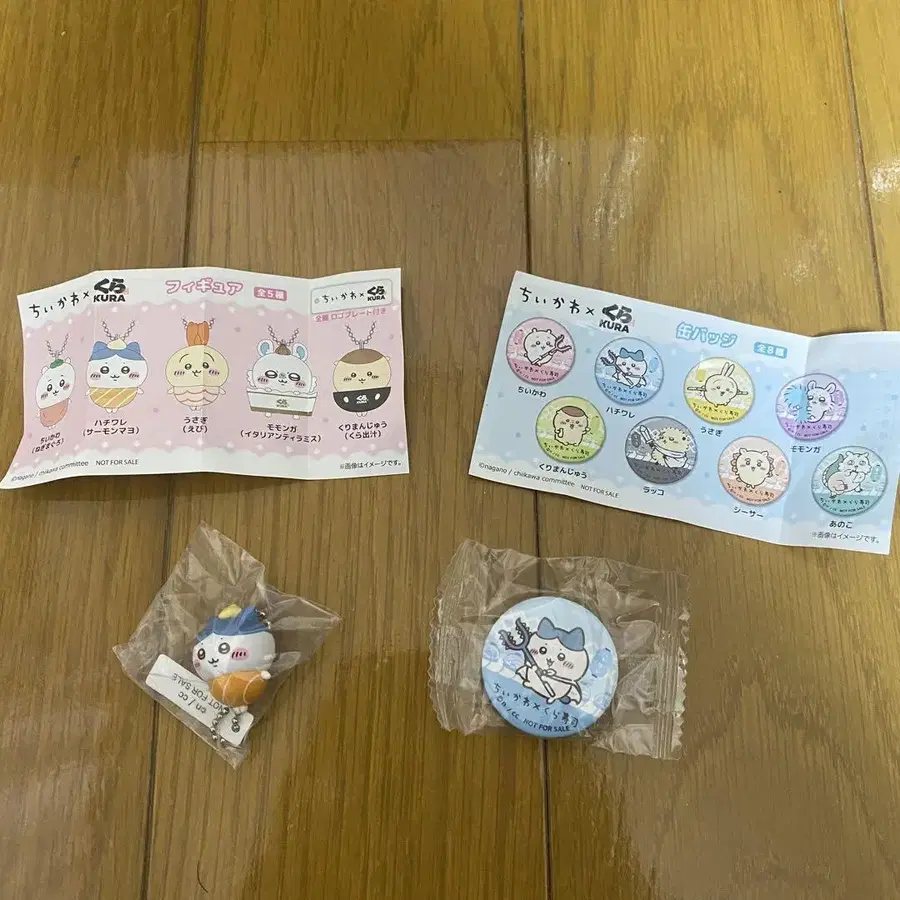 ちいかわ×くら KURA フィギュア 全5種
ちいかわ×くら KURA
全種 ロゴプレート付き
ちいかわ
(ねぎまぐろ)
ハチワレ
(サーモンマヨ)
うさぎ
(えび)
モモンガ
(イタリアンティラミス)
くりまんじゅう
(くら出汁)
©nagano / chikawa committee NOT FOR SALE
※画像はイメージです。
ちいかわ×くら KURA 缶バッジ 全8種
ちいかわ
ハチワレ
うさぎ
モモンガ
くりまんじゅう
ラッコ
シーサー
あのこ
©nagano / chikawa committee NOT FOR SALE
※画像はイメージです。
cn / cc
NOT FOR SALE
ちいかわ×くら寿司
©n/cc NOT FOR SALE